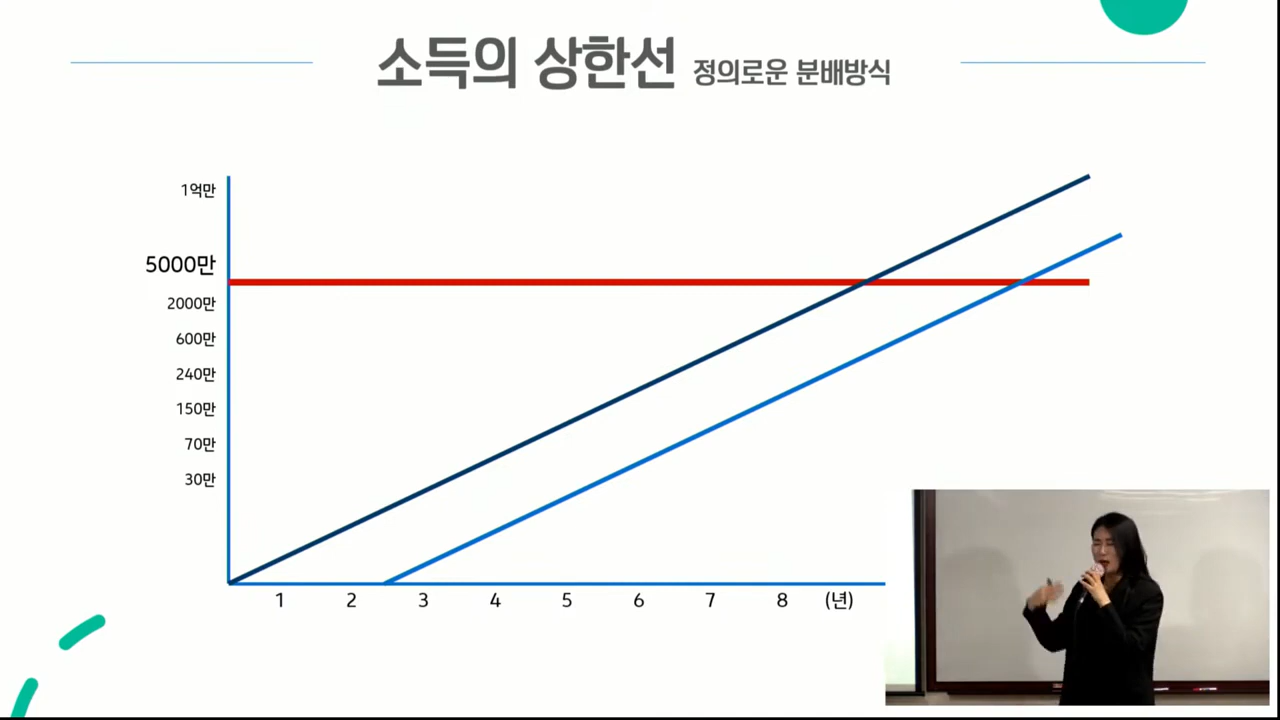 소득의 상한선 정의로운 분배방식
1억만
5000만
2000만
600만
240만
150만
70만
30만
1 2 3 4 5 6 7 8 (년)